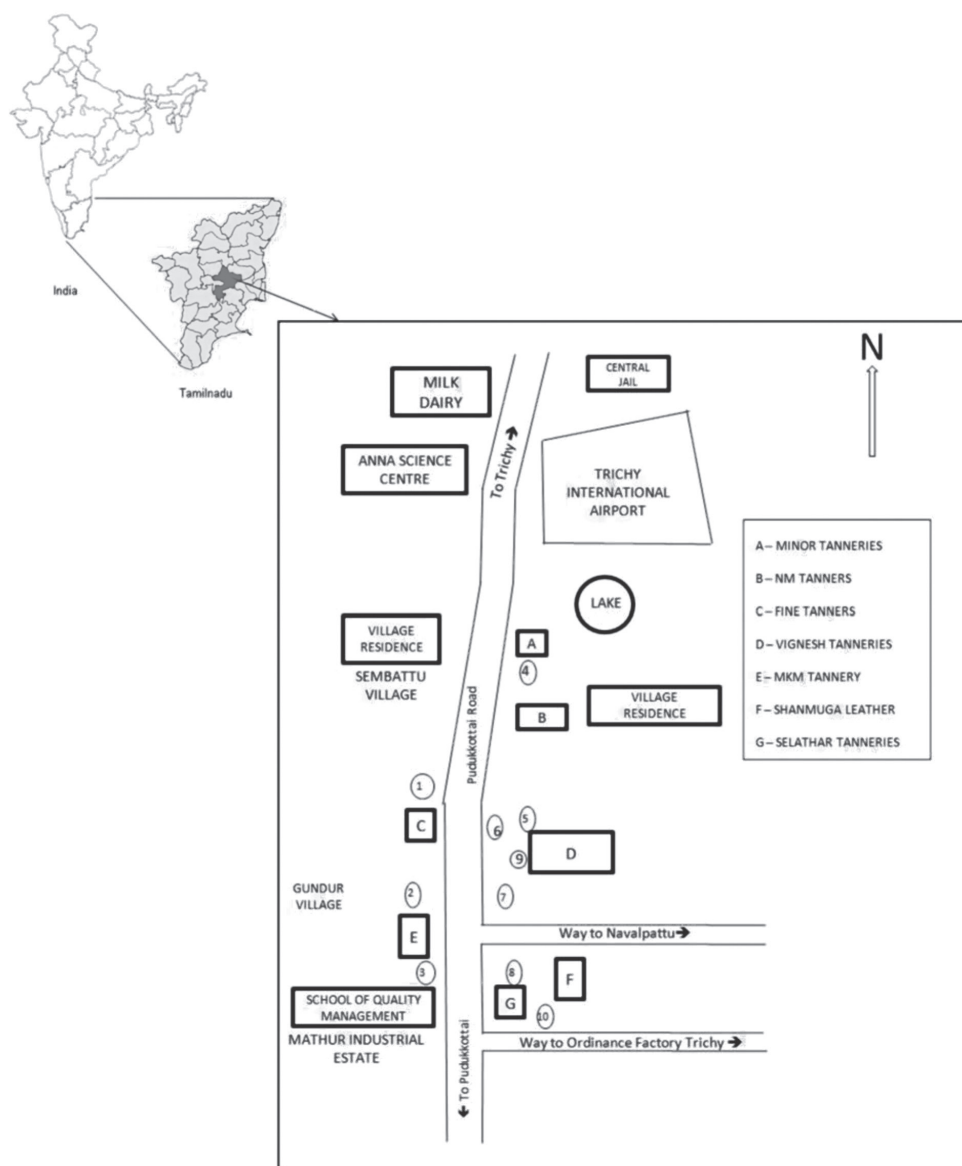 India
Tamilnadu
N
MILK
DAIRY
CENTRAL
JAIL
To Trichy →
ANNA SCIENCE
CENTRE
TRICHY
INTERNATIONAL
AIRPORT
A – MINOR TANNERIES
B – NM TANNERS
C – FINE TANNERS
D – VIGNESH TANNERIES
E – MKM TANNERY
F – SHANMUGA LEATHER
G – SELATHAR TANNERIES
LAKE
VILLAGE
RESIDENCE
SEMBATTU
VILLAGE
A
4
B
VILLAGE
RESIDENCE
Pudukkottai Road
1
C
5
6
9
D
GUNDUR
VILLAGE
2
7
E
Way to Navalpattu→
3
8
F
G
10
SCHOOL OF QUALITY
MANAGEMENT
MATHUR INDUSTRIAL
ESTATE
Way to Ordinance Factory Trichy →
← To Pudukkottai